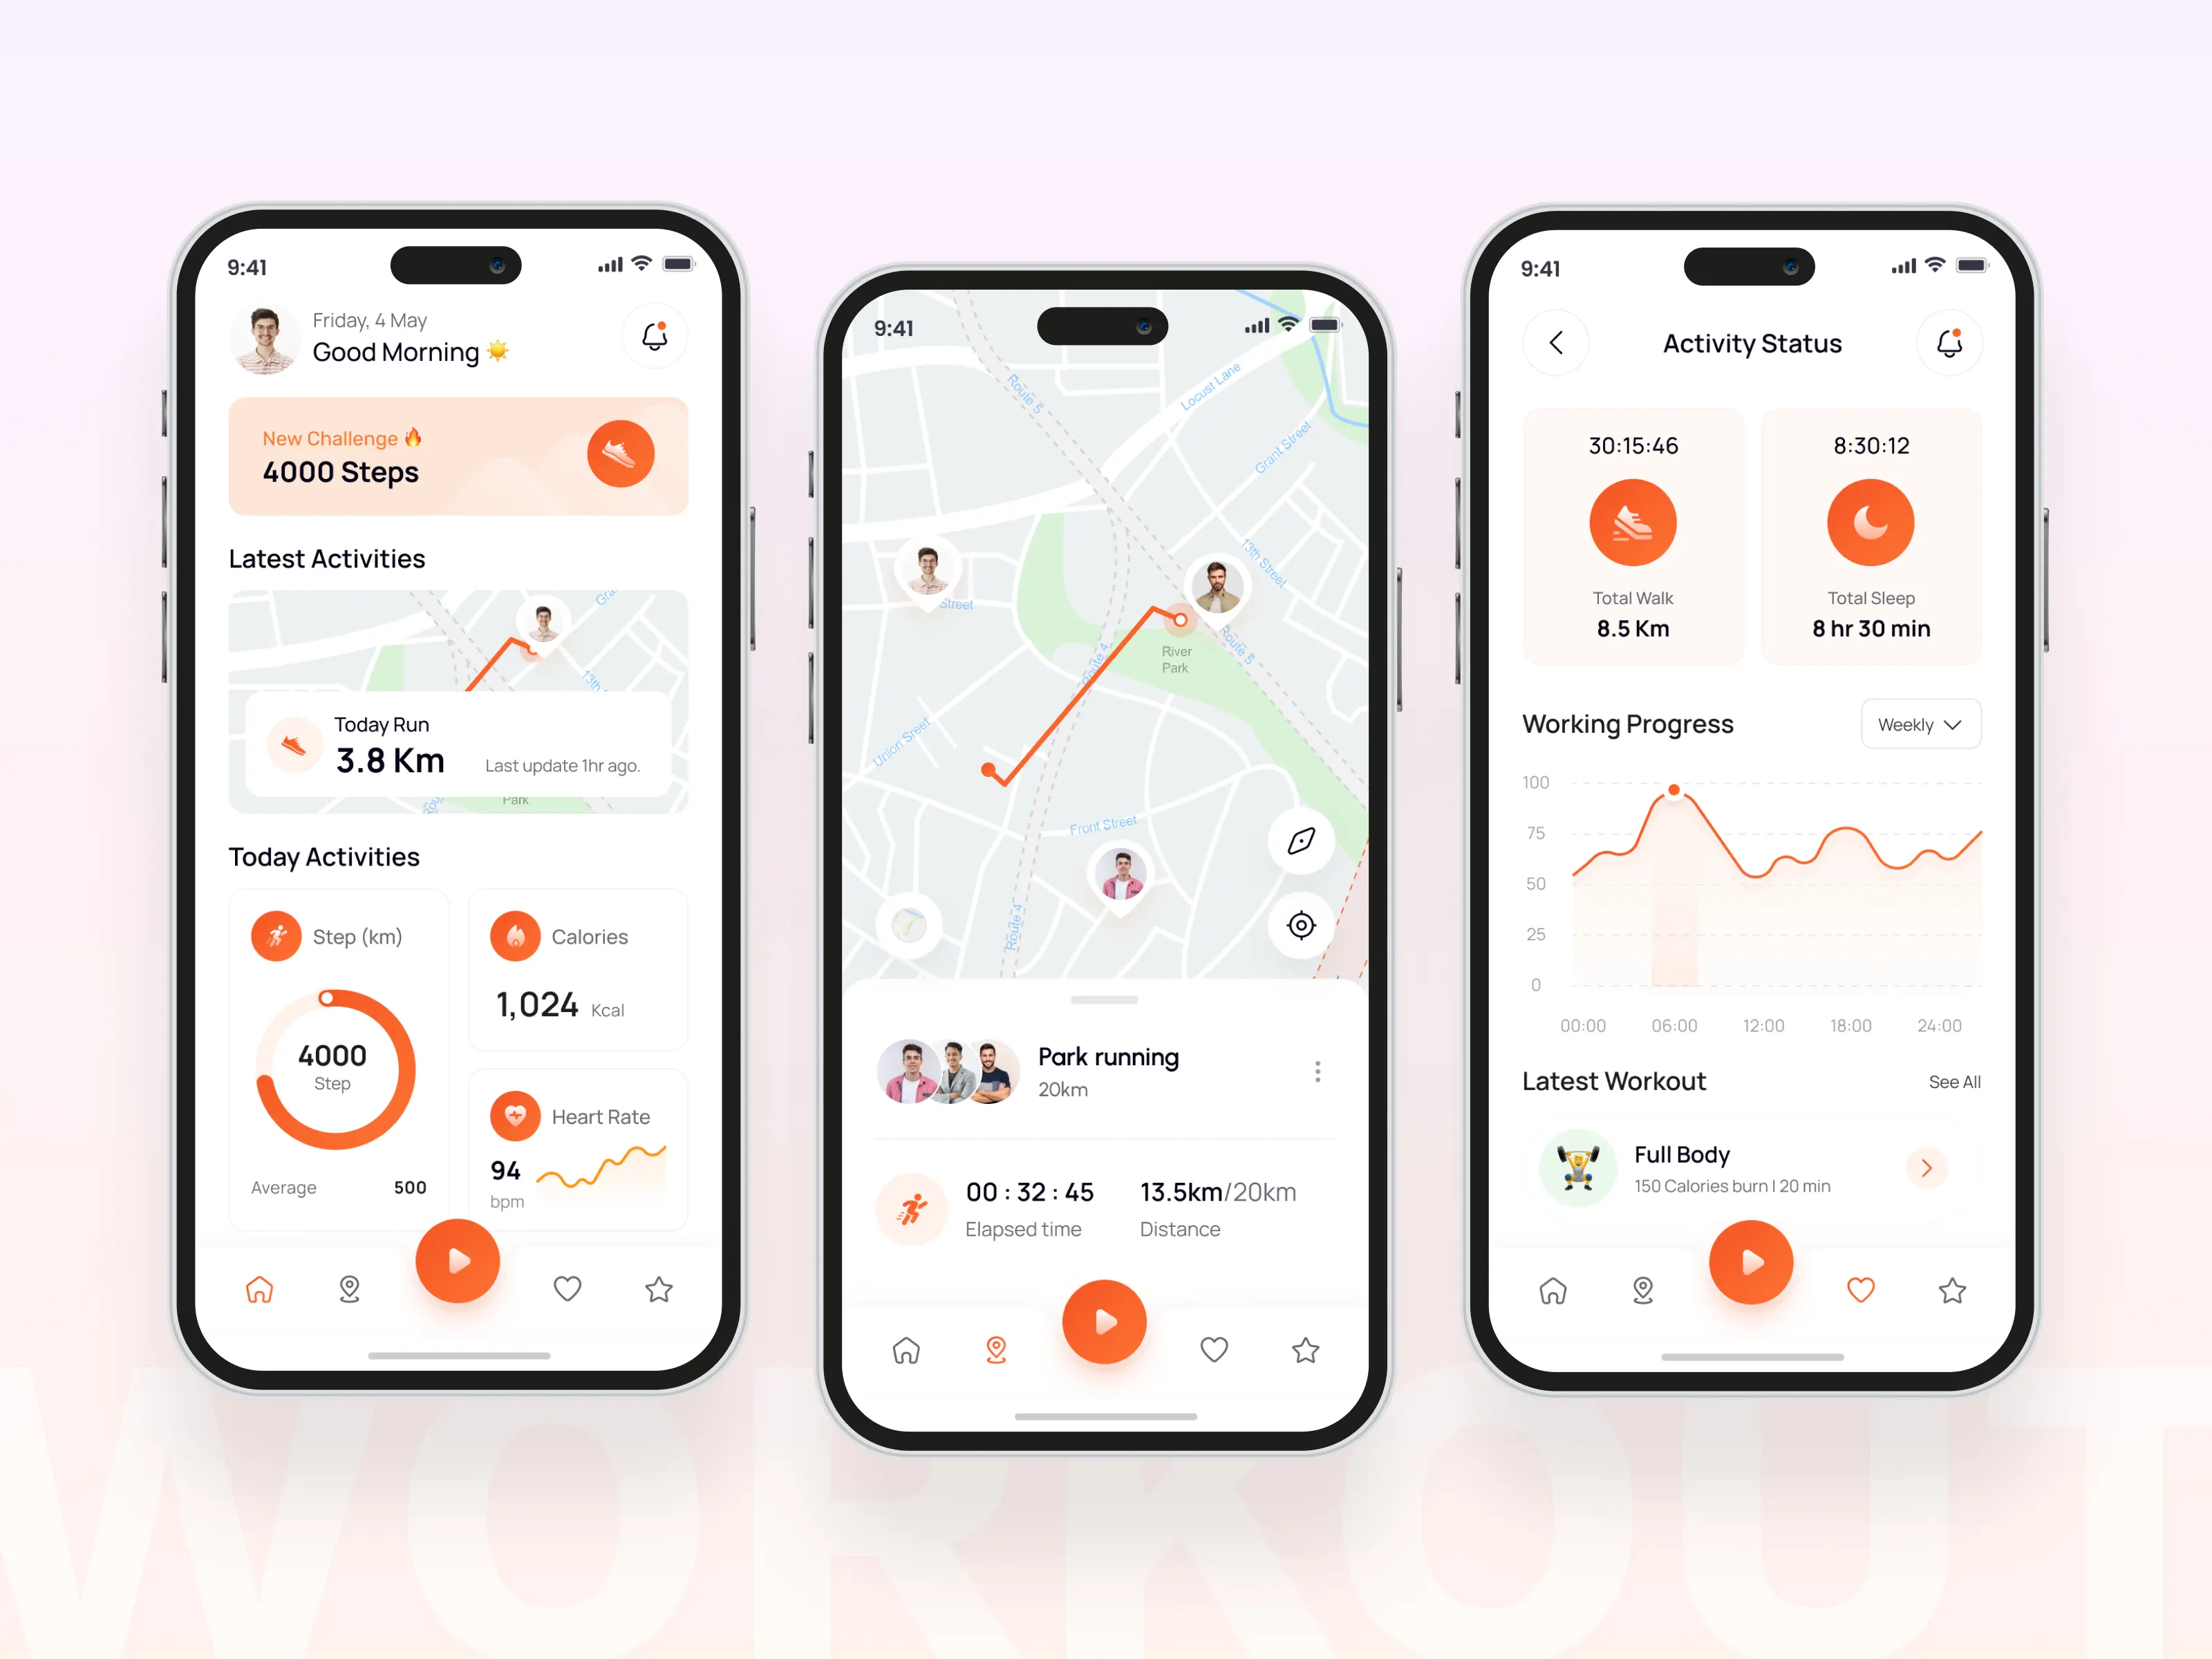 9:41
Friday, 4 May
Good Morning ☀️
New Challenge 🔥
4000 Steps
Latest Activities
Gra
13th
Today Run
3.8 Km
Last update 1hr ago.
Rou
Park
Today Activities
Step (km)
4000
Step
Average 500
Calories
1,024 Kcal
Heart Rate
94
bpm
9:41
Route 5
Locust Lane
Grant Street
13th Street
Street
Route 5
Route 4
River
Park
Union Sreet
Front Street
Route 4
Park running
20km
00 : 32 : 45
Elapsed time
13.5km/20km
Distance
9:41
Activity Status
30:15:46
Total Walk
8.5 Km
8:30:12
Total Sleep
8 hr 30 min
Working Progress
Weekly
100
75
50
25
0
00:00 06:00 12:00 18:00 24:00
Latest Workout
See All
Full Body
150 Calories burn | 20 min
WORKOUT